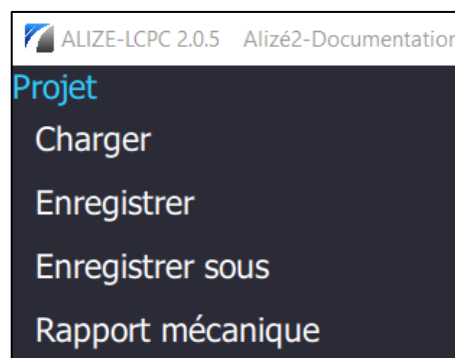 ALIZE-LCPC 2.0.5 Alizé2-Documentation
Projet
Charger
Enregistrer
Enregistrer sous
Rapport mécanique